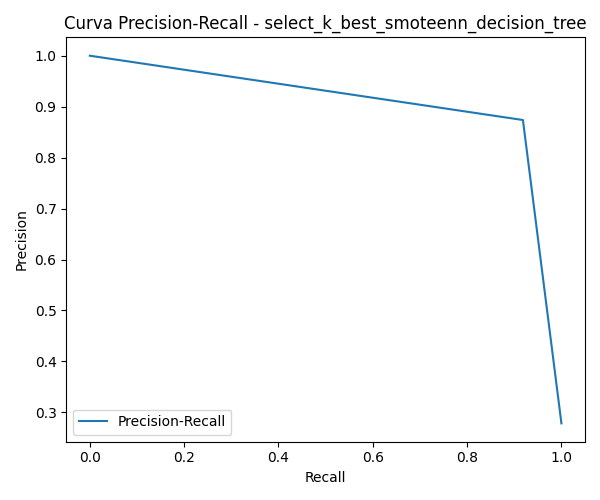 Curva Precision-Recall - select_k_best_smoteenn_decision_tree
1.0
0.9
0.8
0.7
0.6
0.5
0.4
0.3
Precision
Precision-Recall
0.0 0.2 0.4 0.6 0.8 1.0
Recall